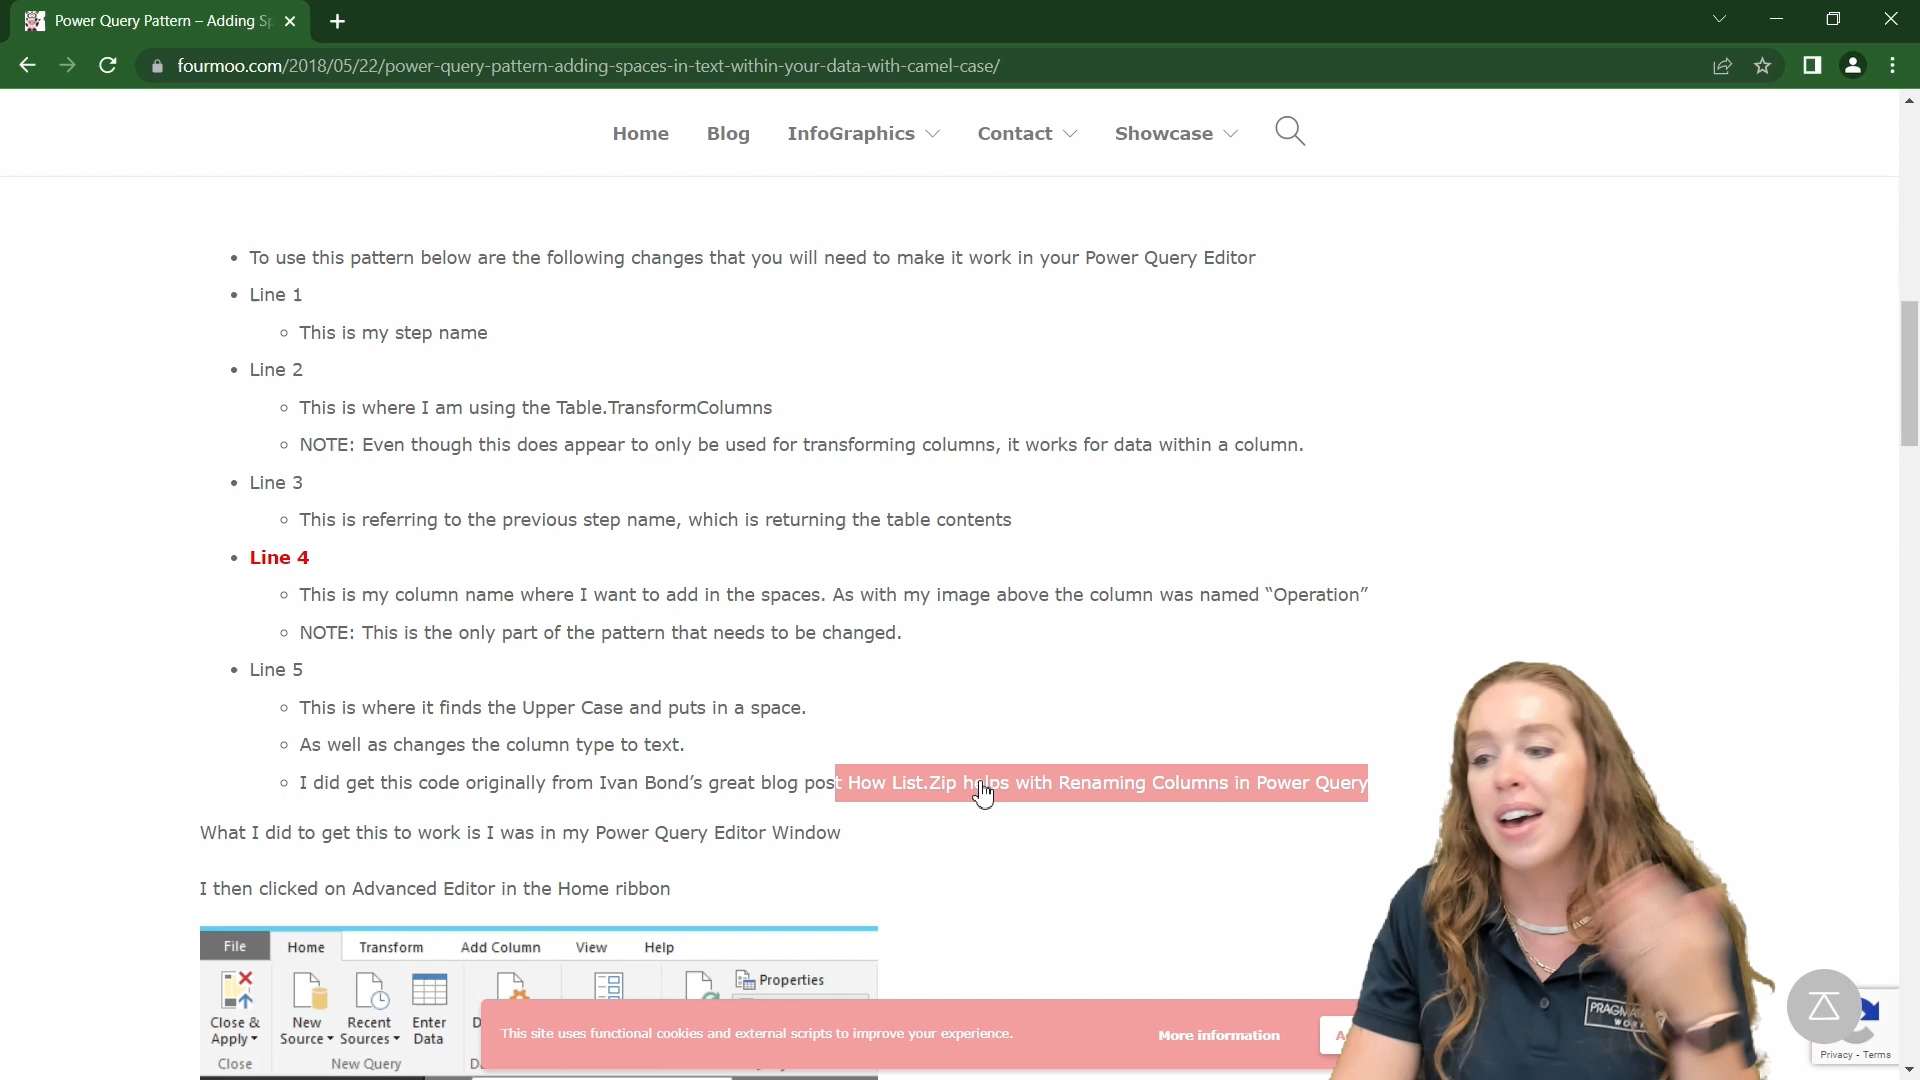 Power Query Pattern – Adding Sp
fourmoo.com/2018/05/22/power-query-pattern-adding-spaces-in-text-within-your-data-with-camel-case/
Home Blog InfoGraphics Contact Showcase
• To use this pattern below are the following changes that you will need to make it work in your Power Query Editor
• Line 1
◦ This is my step name
• Line 2
◦ This is where I am using the Table.TransformColumns
◦ NOTE: Even though this does appear to only be used for transforming columns, it works for data within a column.
• Line 3
◦ This is referring to the previous step name, which is returning the table contents
• Line 4
◦ This is my column name where I want to add in the spaces. As with my image above the column was named “Operation”
◦ NOTE: This is the only part of the pattern that needs to be changed.
• Line 5
◦ This is where it finds the Upper Case and puts in a space.
◦ As well as changes the column type to text.
◦ I did get this code originally from Ivan Bond’s great blog post How List.Zip helps with Renaming Columns in Power Query
What I did to get this to work is I was in my Power Query Editor Window
I then clicked on Advanced Editor in the Home ribbon
File Home Transform Add Column View Help
Properties
Close & New Recent Enter
Apply Source Sources Data
Close New Query
This site uses functional cookies and external scripts to improve your experience.
More information
PRAGMA
WORK
Privacy - Terms